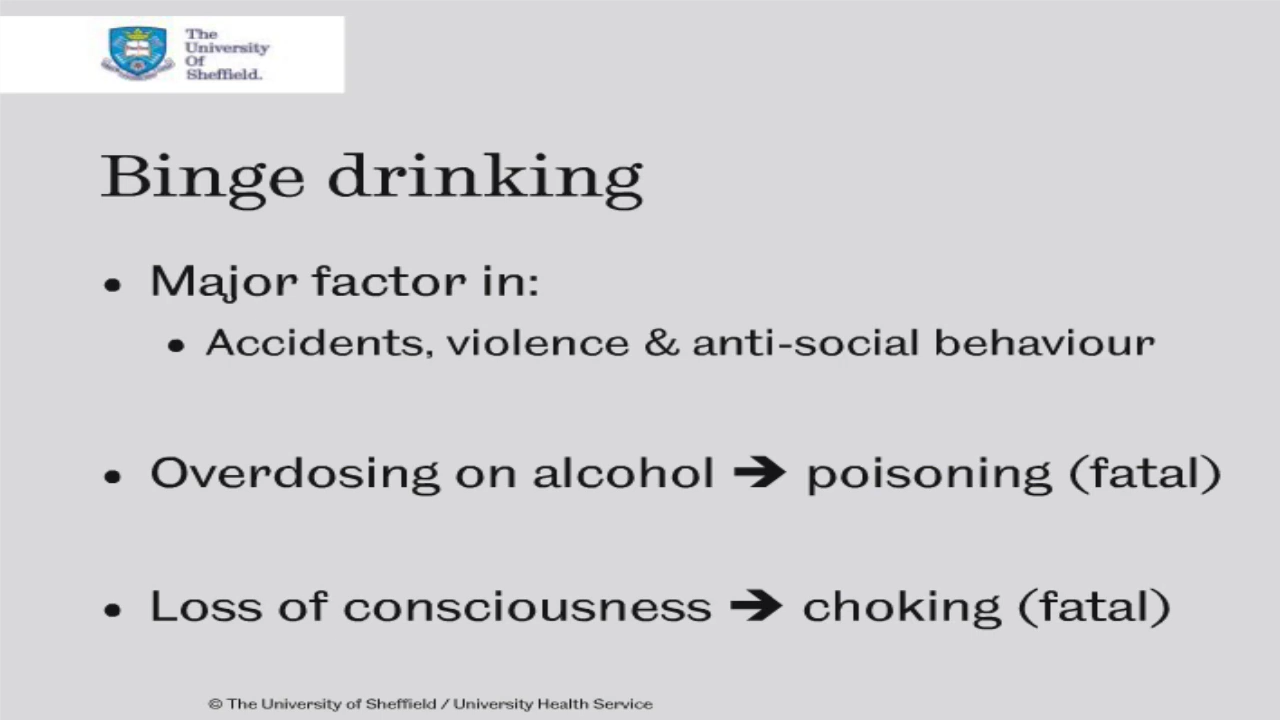 The
University
Of
Sheffield.
Binge drinking
• Major factor in:
• Accidents, violence & anti-social behaviour
• Overdosing on alcohol ➔ poisoning (fatal)
• Loss of consciousness ➔ choking (fatal)
© The University of Sheffield / University Health Service